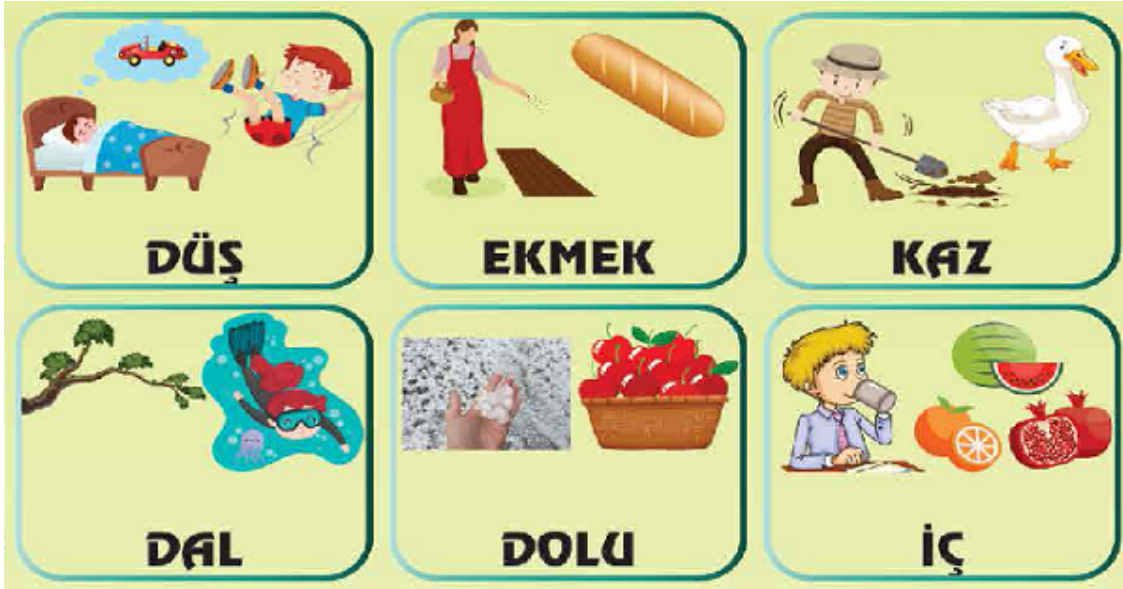 DÜŞ
EKMEK
KAZ
DAL
DOLU
İÇ